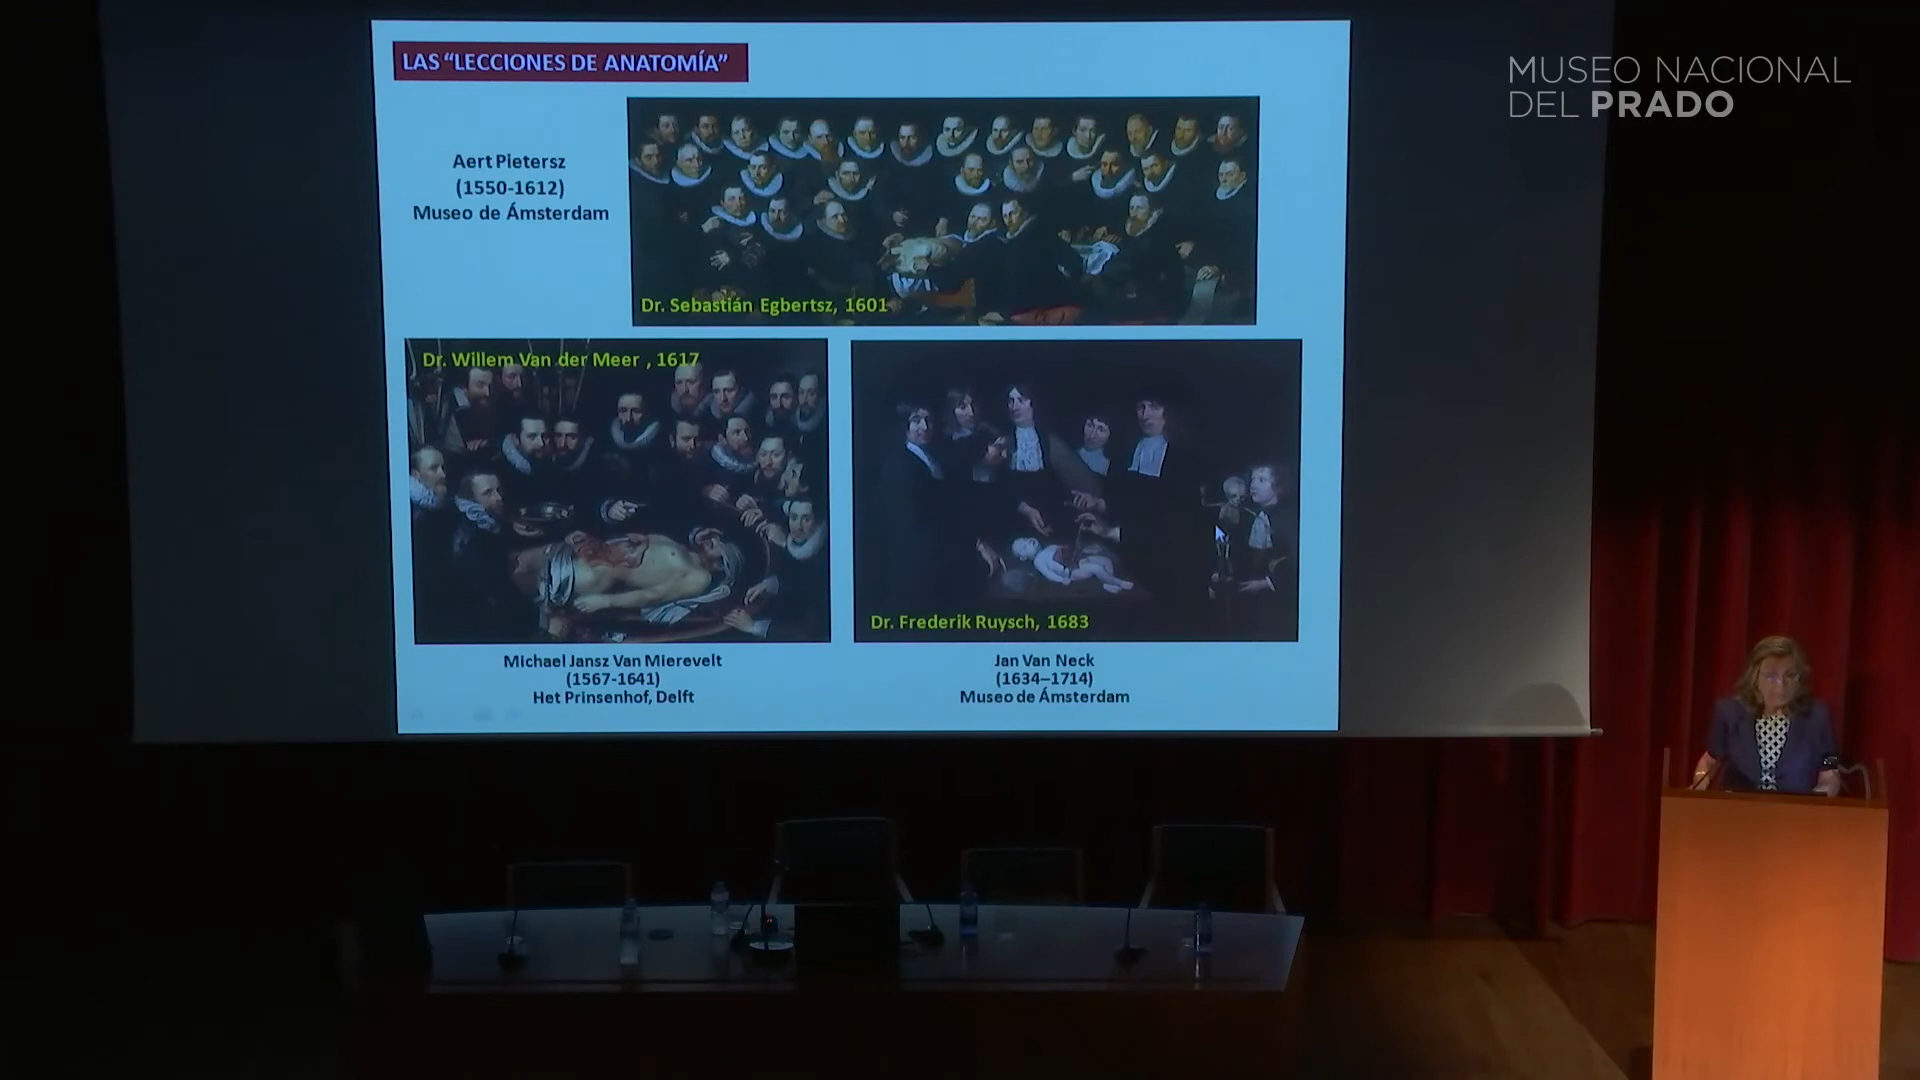 LAS “LECCIONES DE ANATOMÍA”
MUSEO NACIONAL
DEL PRADO
Aert Pietersz
(1550-1612)
Museo de Ámsterdam
Dr. Sebastián Egbertsz, 1601
Dr. Willem Van der Meer , 1617
Dr. Frederik Ruysch, 1683
Michael Jansz Van Mierevelt
(1567-1641)
Het Prinsenhof, Delft
Jan Van Neck
(1634–1714)
Museo de Ámsterdam